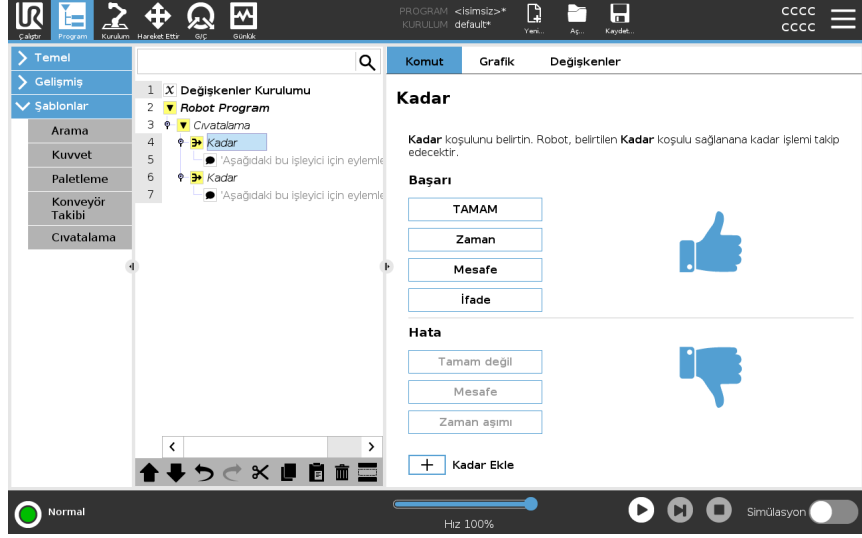 PROGRAM <isimsiz>*
KURULUM default*
CCCC
CCCC
Çalıştır
Program
Kurulum
Hareket Ettir
G/Ç
Günlük
Yeni...
Aç...
Kaydet...
Temel
Gelişmiş
Şablonlar
Arama
Kuvvet
Paletleme
Konveyör
Takibi
Cıvatalama
1 X Değişkenler Kurulumu
2 Robot Program
3 Cıvatalama
4 Kadar
5 'Aşağıdaki bu işleyici için eylemle
6 Kadar
7 'Aşağıdaki bu işleyici için eylemle
Komut
Grafik
Değişkenler
Kadar
Kadar koşulunu belirtin. Robot, belirtilen Kadar koşulu sağlanana kadar işlemi takip
edecektir.
Başarı
TAMAM
Zaman
Mesafe
İfade
Hata
Tamam değil
Mesafe
Zaman aşımı
+ Kadar Ekle
Normal
Hız 100%
Simülasyon